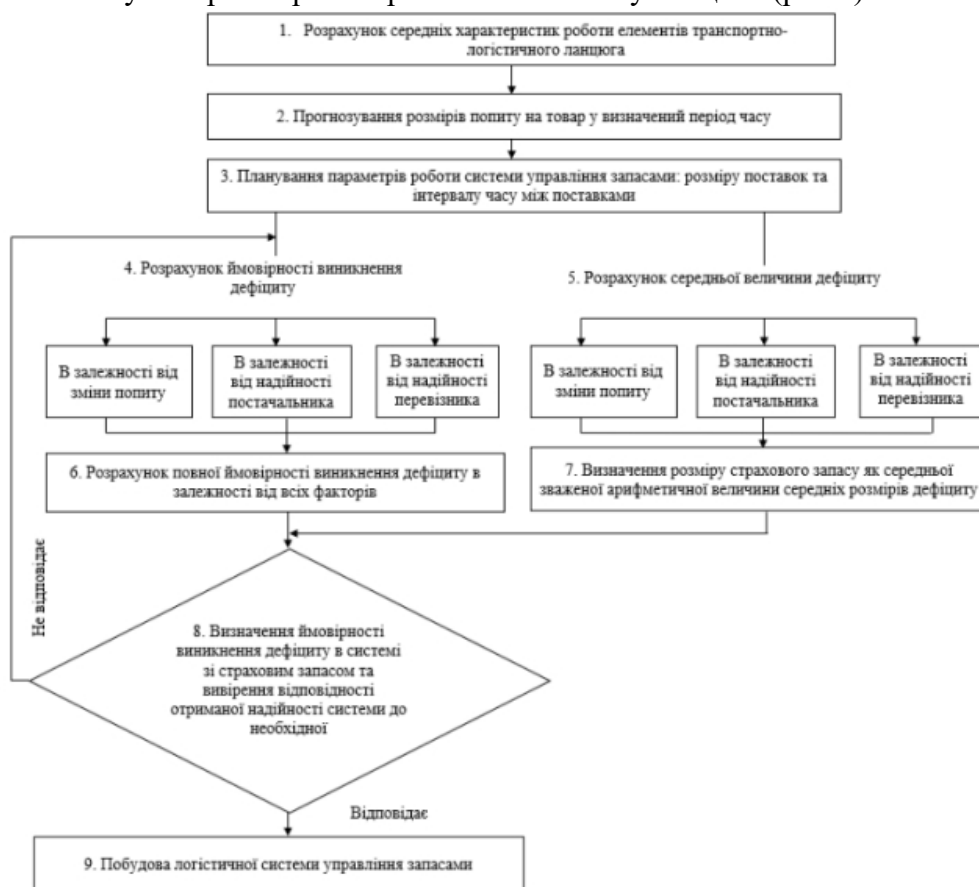 1. Розрахунок середніх характеристик роботи елементів транспортно-
логістичного ланцюга
2. Прогнозування розмірів попиту на товар у визначений період часу
3. Планування параметрів роботи системи управління запасами: розміру поставок та
інтервалу часу між поставками
4. Розрахунок ймовірності виникнення
дефіциту
5. Розрахунок середньої величини дефіциту
В залежності від
зміни попиту
В залежності
від надійності
постачальника
В залежності
від надійності
перевізника
В залежності від
зміни попиту
В залежності
від надійності
постачальника
В залежності
від надійності
перевізника
6. Розрахунок повної ймовірності виникнення дефіциту в
залежності від всіх факторів
7. Визначення розміру страхового запасу як середньої
зваженої арифметичної величини середніх розмірів дефіциту
Не відповідає
8. Визначення ймовірності
виникнення дефіциту в системі
зі страховим запасом та
вивірення відповідності
отриманої надійності системи до
необхідної
Відповідає
9. Побудова логістичної системи управління запасами